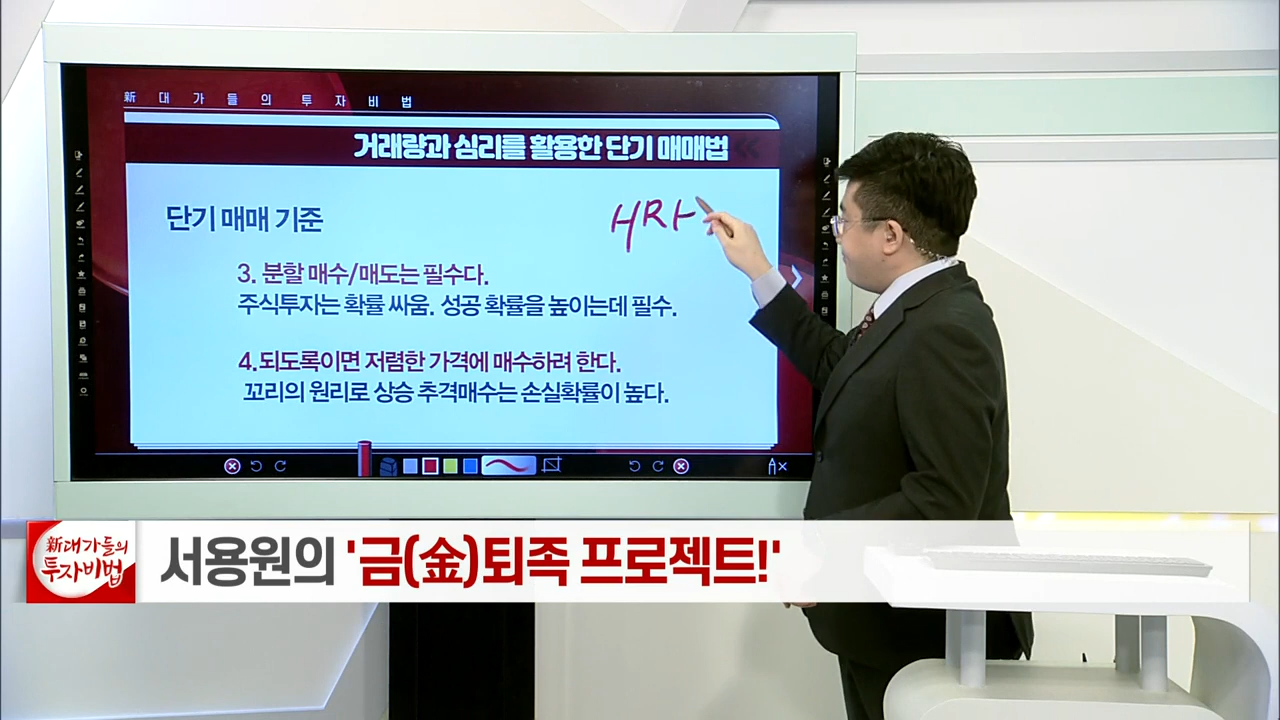 新대가들의 투자비법
거래량과 심리를 활용한 단기 매매법
단기 매매 기준
3. 분할 매수/매도는 필수다.
주식투자는 확률 싸움. 성공 확률을 높이는데 필수.
4.되도록이면 저렴한 가격에 매수하려 한다.
꼬리의 원리로 상승 추격매수는 손실확률이 높다.
新대가들의
투자비법
서용원의 '금(金)퇴족 프로젝트!'